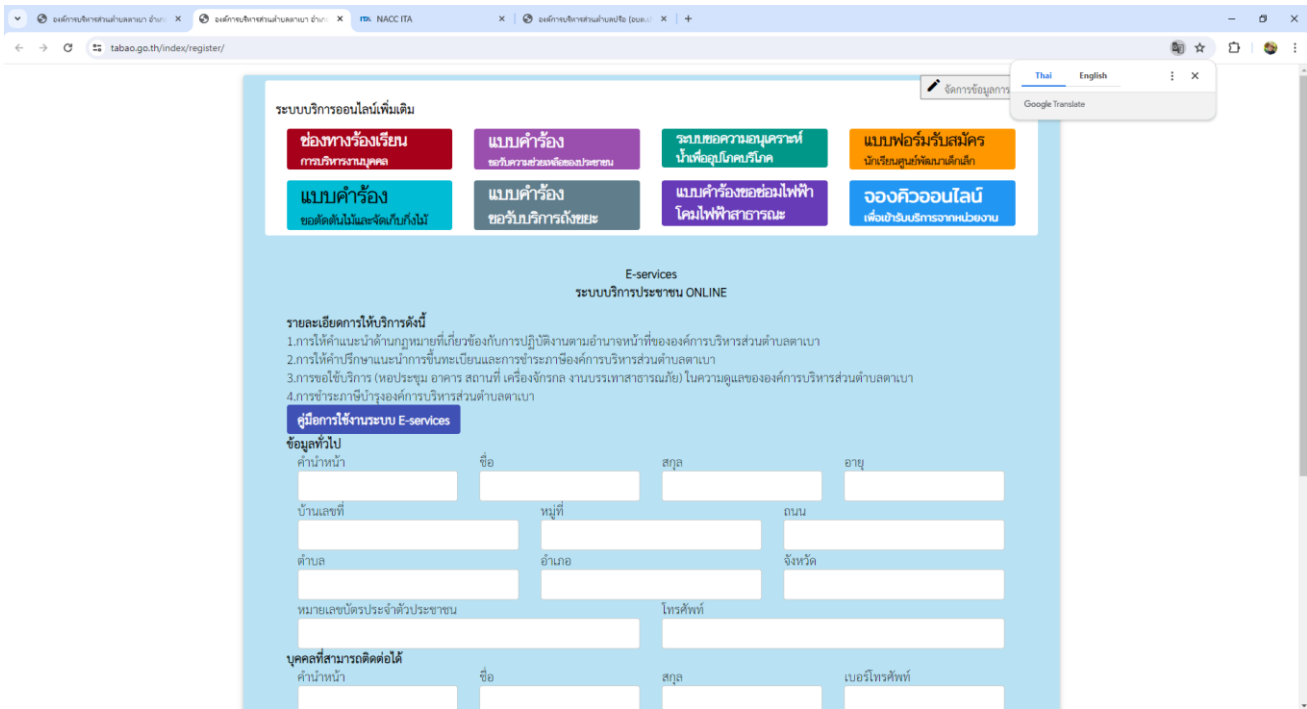 องค์การบริหารส่วนตำบลตาเบา อำเภ
องค์การบริหารส่วนตำบลตาเบา อำเภ
NACC ITA
องค์การบริหารส่วนตำบลปรือ (อบต.ป
tabao.go.th/index/register/
Thai English
Google Translate
จัดการข้อมูลการ
ระบบบริการออนไลน์เพิ่มเติม
ช่องทางร้องเรียน
การบริหารงานบุคคล
แบบคำร้อง
ขอรับความช่วยเหลือของประชาชน
ระบบขอความอนุเคราะห์
น้ำเพื่ออุปโภคบริโภค
แบบฟอร์มรับสมัคร
นักเรียนศูนย์พัฒนาเด็กเล็ก
แบบคำร้อง
ขอตัดต้นไม้และจัดเก็บกิ่งไม้
แบบคำร้อง
ขอรับบริการถังขยะ
แบบคำร้องขอซ่อมไฟฟ้า
โคมไฟฟ้าสาธารณะ
จองคิวออนไลน์
เพื่อเข้ารับบริการจากหน่วยงาน
E-services
ระบบบริการประชาชน ONLINE
รายละเอียดการให้บริการดังนี้
1.การให้คำแนะนำด้านกฎหมายที่เกี่ยวข้องกับการปฏิบัติงานตามอำนาจหน้าที่ขององค์การบริหารส่วนตำบลตาเบา
2.การให้คำปรึกษาแนะนำการขึ้นทะเบียนและการชำระภาษีองค์การบริหารส่วนตำบลตาเบา
3.การขอใช้บริการ (หอประชุม อาคาร สถานที่ เครื่องจักรกล งานบรรเทาสาธารณภัย) ในความดูแลขององค์การบริหารส่วนตำบลตาเบา
4.การชำระภาษีบำรุงองค์การบริหารส่วนตำบลตาเบา
คู่มือการใช้งานระบบ E-services
ข้อมูลทั่วไป
คำนำหน้า ชื่อ สกุล อายุ
บ้านเลขที่ หมู่ที่ ถนน
ตำบล อำเภอ จังหวัด
หมายเลขบัตรประจำตัวประชาชน โทรศัพท์
บุคคลที่สามารถติดต่อได้
คำนำหน้า ชื่อ สกุล เบอร์โทรศัพท์